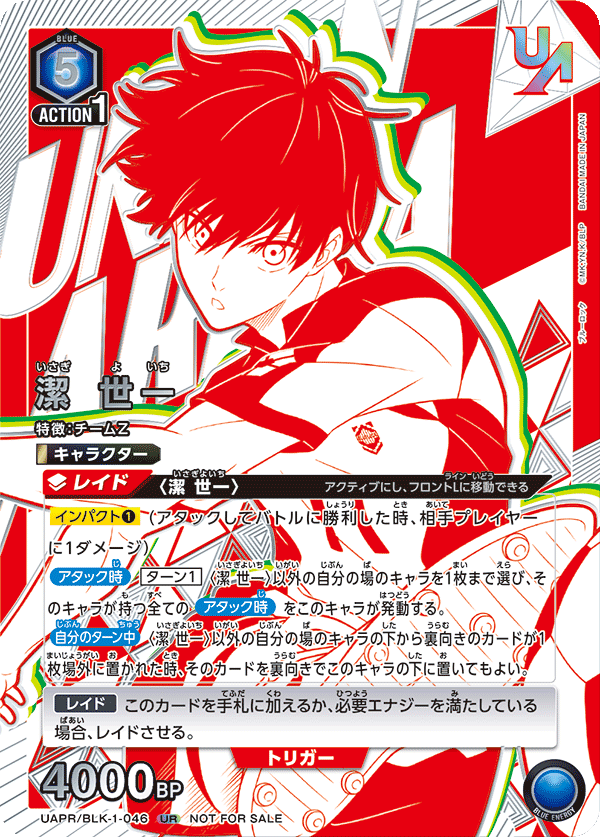 BLUE
5
ACTION 1
UA
©MK·YN,K/BLP BANDAI MADE IN JAPAN
ブルーロック
いさぎ よ いち
潔 世一
特徴:チームZ
キャラクター
レイド 〈潔 世一〉 アクティブにし、フロントLに移動できる
インパクト❶ (アタックしてバトルに勝利した時、相手プレイヤー
に1ダメージ)
アタック時 ターン1 〈潔 世一〉以外の自分の場のキャラを1枚まで選び、そ
のキャラが持つ全ての アタック時 をこのキャラが発動する。
自分のターン中 〈潔 世一〉以外の自分の場のキャラの下から裏向きのカードが1
枚場外に置かれた時、そのカードを裏向きでこのキャラの下に置いてもよい。
レイド このカードを手札に加えるか、必要エナジーを満たしている
場合、レイドさせる。
トリガー
4000BP
BLUE ENERGY
UAPR/BLK-1-046 UR NOT FOR SALE